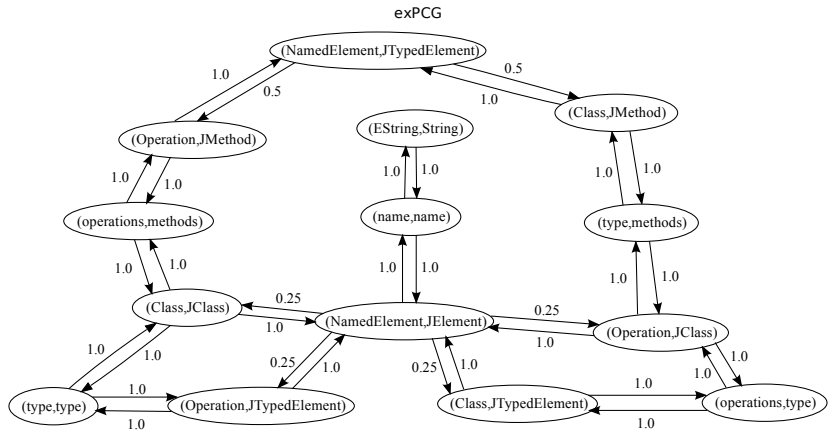 exPCG
(NamedElement,JTypedElement)
1.0
0.5
0.5
1.0
(Class,JMethod)
(Operation,JMethod)
(EString,String)
1.0
1.0
1.0
1.0
1.0
1.0
(operations,methods)
(name,name)
(type,methods)
1.0
1.0
1.0
1.0
1.0
1.0
(Class,JClass)
0.25
1.0
(NamedElement,JElement)
0.25
1.0
(Operation,JClass)
1.0
1.0
0.25
1.0
0.25
1.0
1.0
1.0
(type,type)
1.0
1.0
(Operation,JTypedElement)
(Class,JTypedElement)
1.0
1.0
(operations,type)